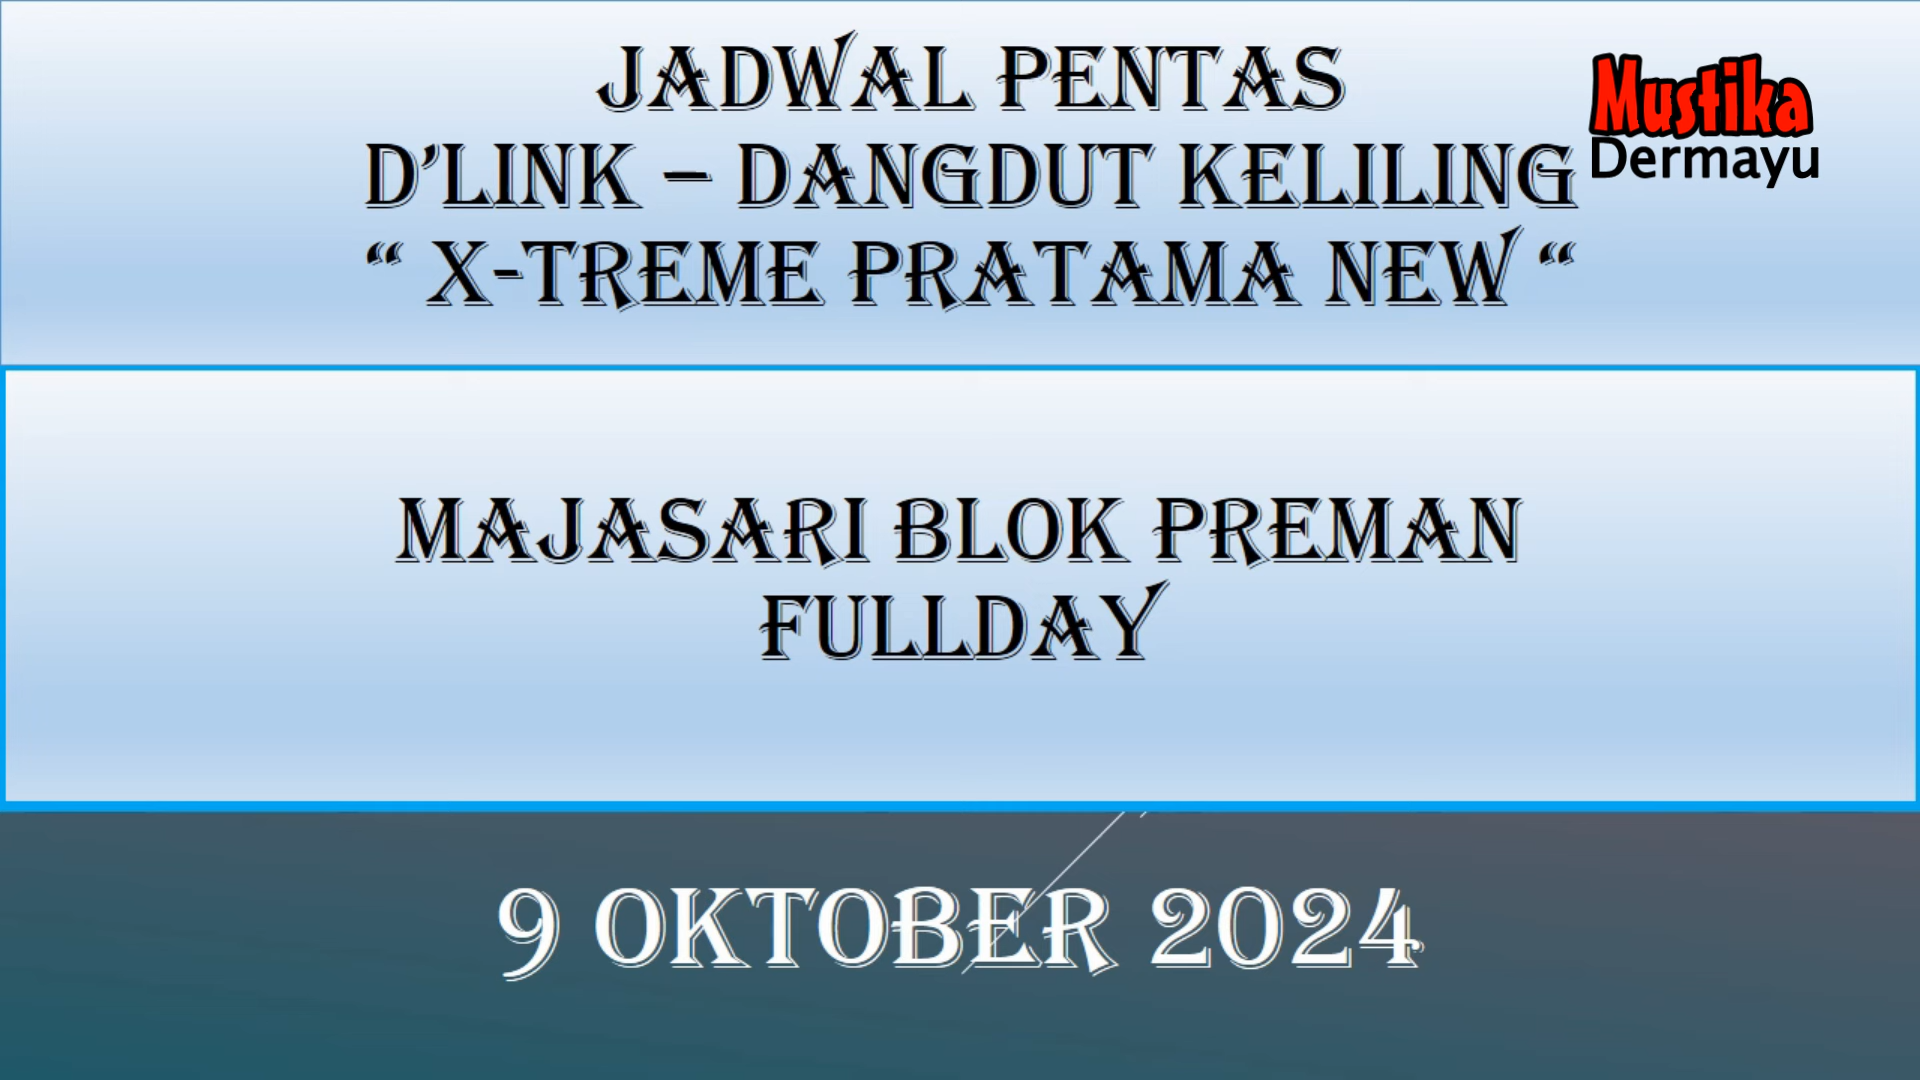 JADWAL PENTAS
D’LINK – DANGDUT KELILING
“ X-TREME PRATAMA NEW “
Mustika
Dermayu
MAJASARI BLOK PREMAN
FULLDAY
9 OKTOBER 2024